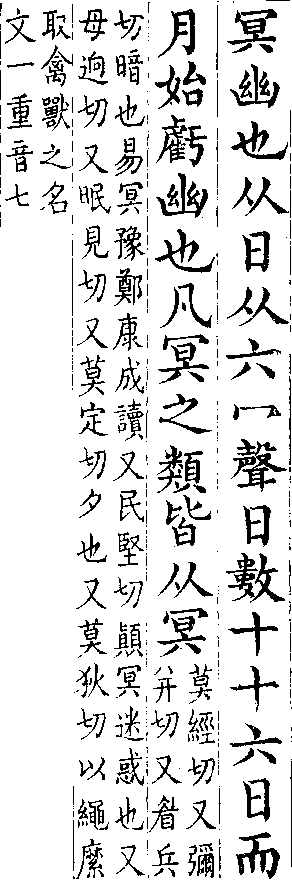 冥幽也从日从六冖聲日數十十六日而
月始虧幽也凡冥之類皆从冥
莫經切又彌
幷切又睂兵
切暗也易冥豫鄭康成讀又民堅切顚冥迷惑也又
母迥切又眠見切又莫定切夕也又莫狄切以繩縻
取禽獸之名
文一重音七